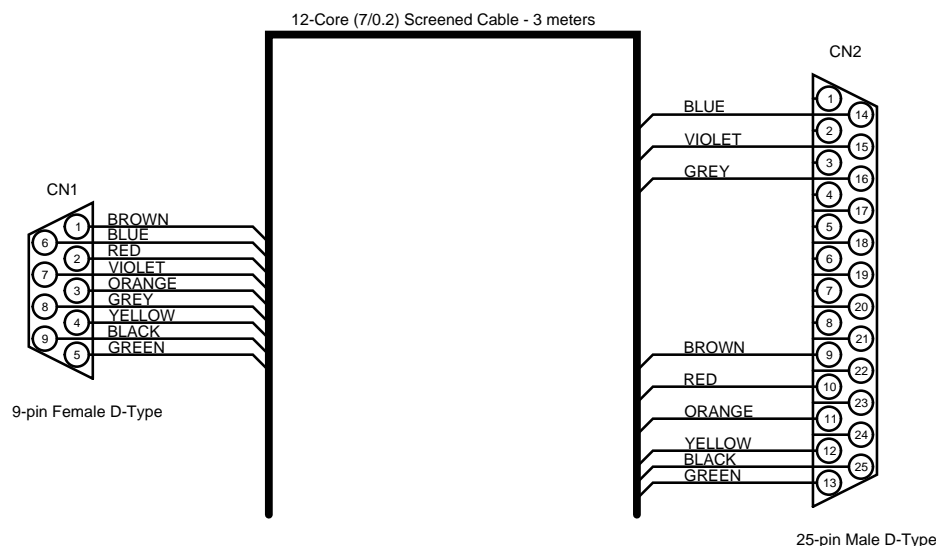 12-Core (7/0.2) Screened Cable - 3 meters
CN2
1
BLUE
14
2
VIOLET
15
3
GREY
16
4
17
5
18
6
19
7
20
8
21
BROWN
9
22
RED
10
23
ORANGE
11
24
YELLOW
12
BLACK
25
GREEN
13
25-pin Male D-Type
CN1
1
BROWN
6
BLUE
2
RED
7
VIOLET
3
ORANGE
8
GREY
4
YELLOW
9
BLACK
5
GREEN
9-pin Female D-Type